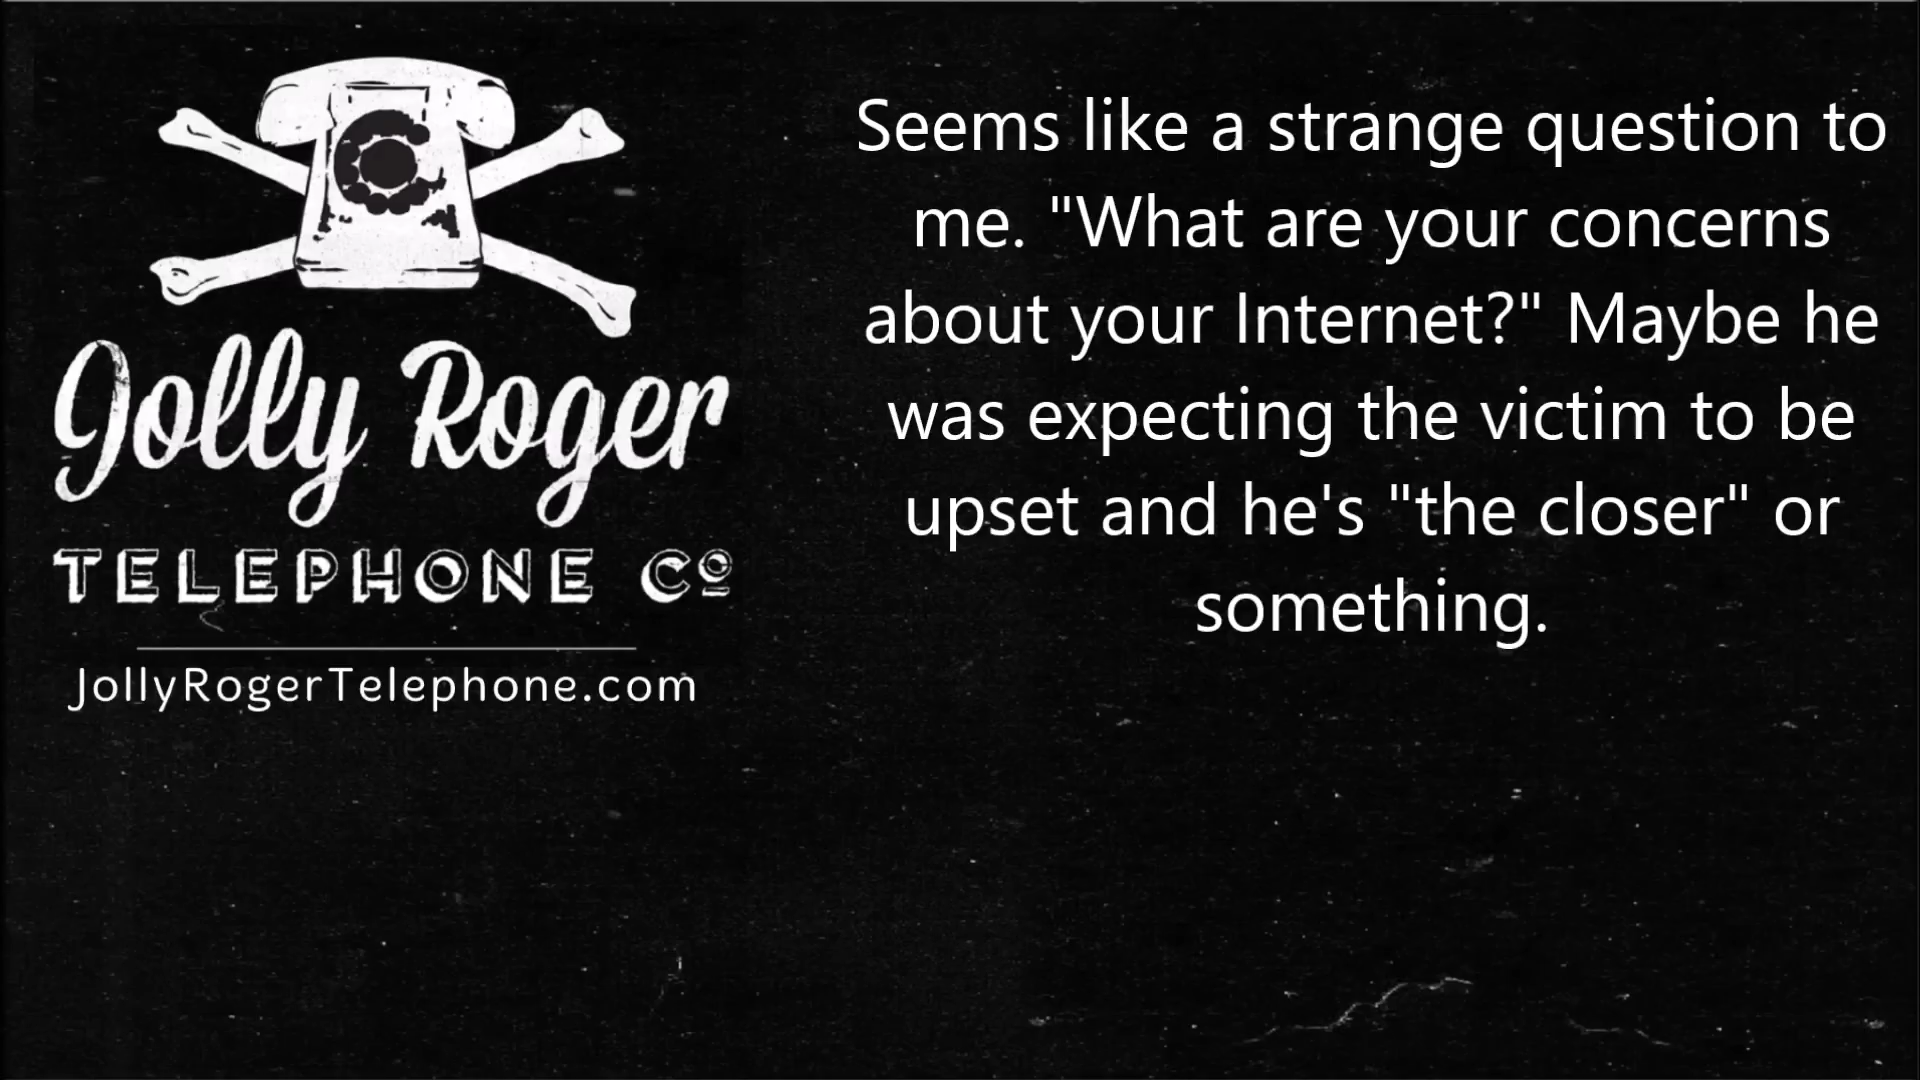 Jolly Roger
TELEPHONE Cº
JollyRogerTelephone.com
Seems like a strange question to
me. "What are your concerns
about your Internet?" Maybe he
was expecting the victim to be
upset and he's "the closer" or
something.